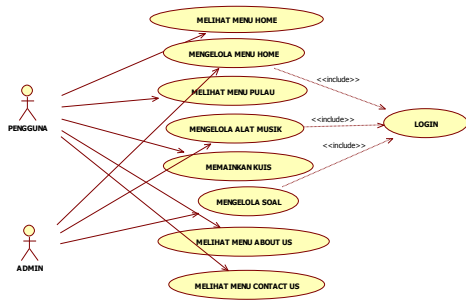 MELIHAT MENU HOME
MENGELOLA MENU HOME
<<include>>
MELIHAT MENU PULAU
PENGGUNA
MENGELOLA ALAT MUSIK
<<include>>
LOGIN
<<include>>
MEMAINKAN KUIS
MENGELOLA SOAL
MELIHAT MENU ABOUT US
ADMIN
MELIHAT MENU CONTACT US